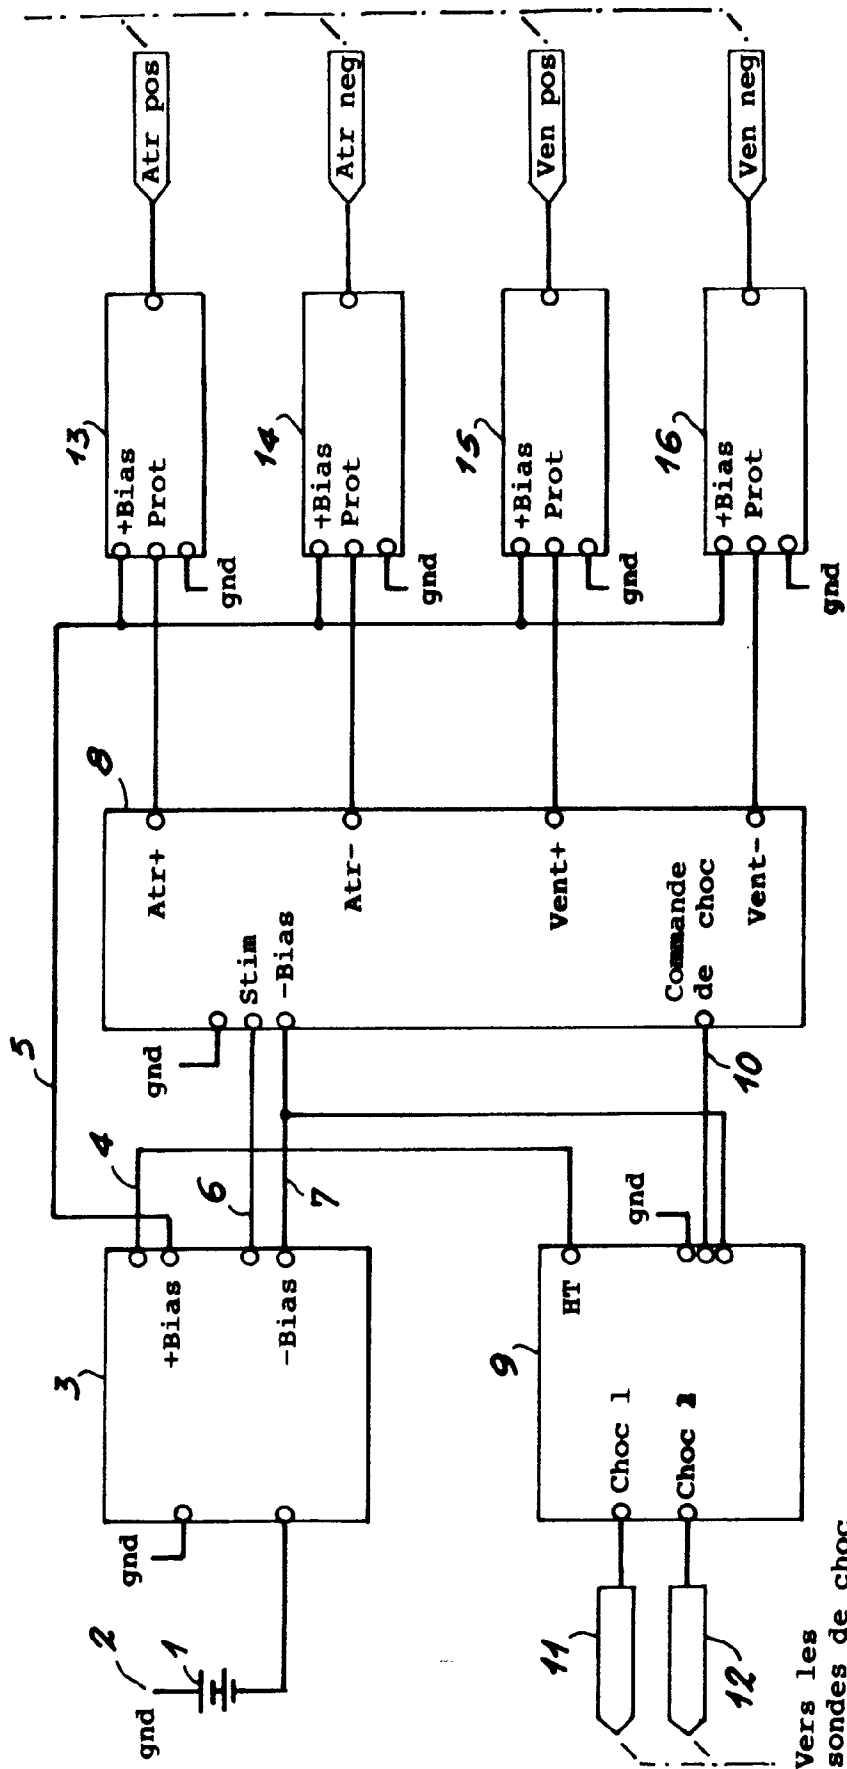 gnd
2
1
gnd
3
+Bias
-Bias
4
5
6
7
gnd
Stim
-Bias
8
Atr+
Atr-
Vent+
Vent-
Commande
de choc
10
9
HT
gnd
Choc 1
Choc 2
11
12
Vers les
sondes de choc
13
+Bias
Prot
gnd
Atr pos
14
+Bias
Prot
gnd
Atr neg
15
+Bias
Prot
gnd
Ven pos
16
+Bias
Prot
gnd
Ven neg